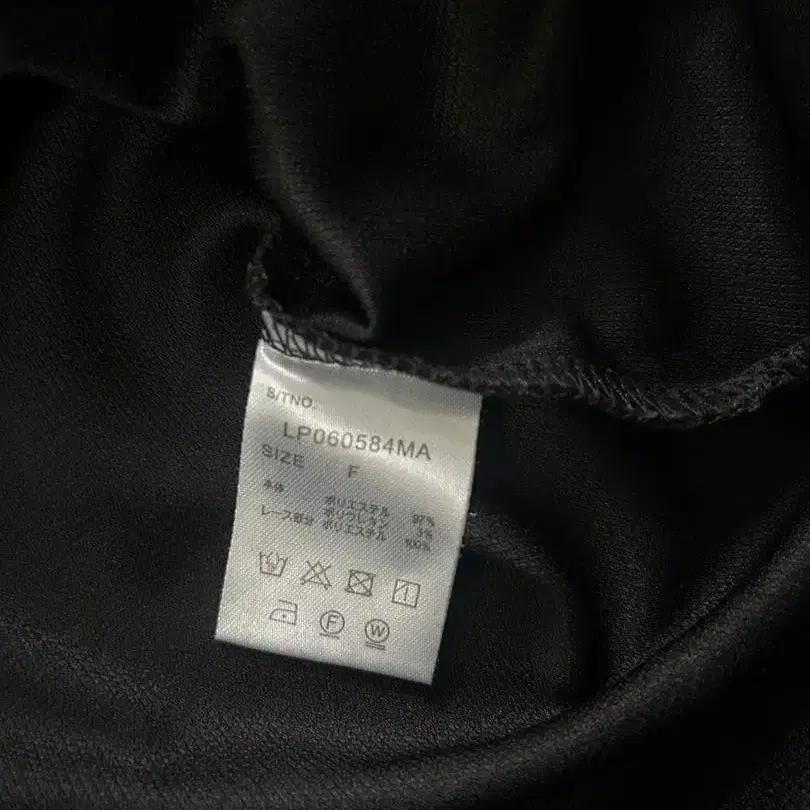 S/TNO.
LP060584MA
SIZE F
本体 ポリエステル 97%
ポリウレタン 3%
レース部分 ポリエステル 100%
F W